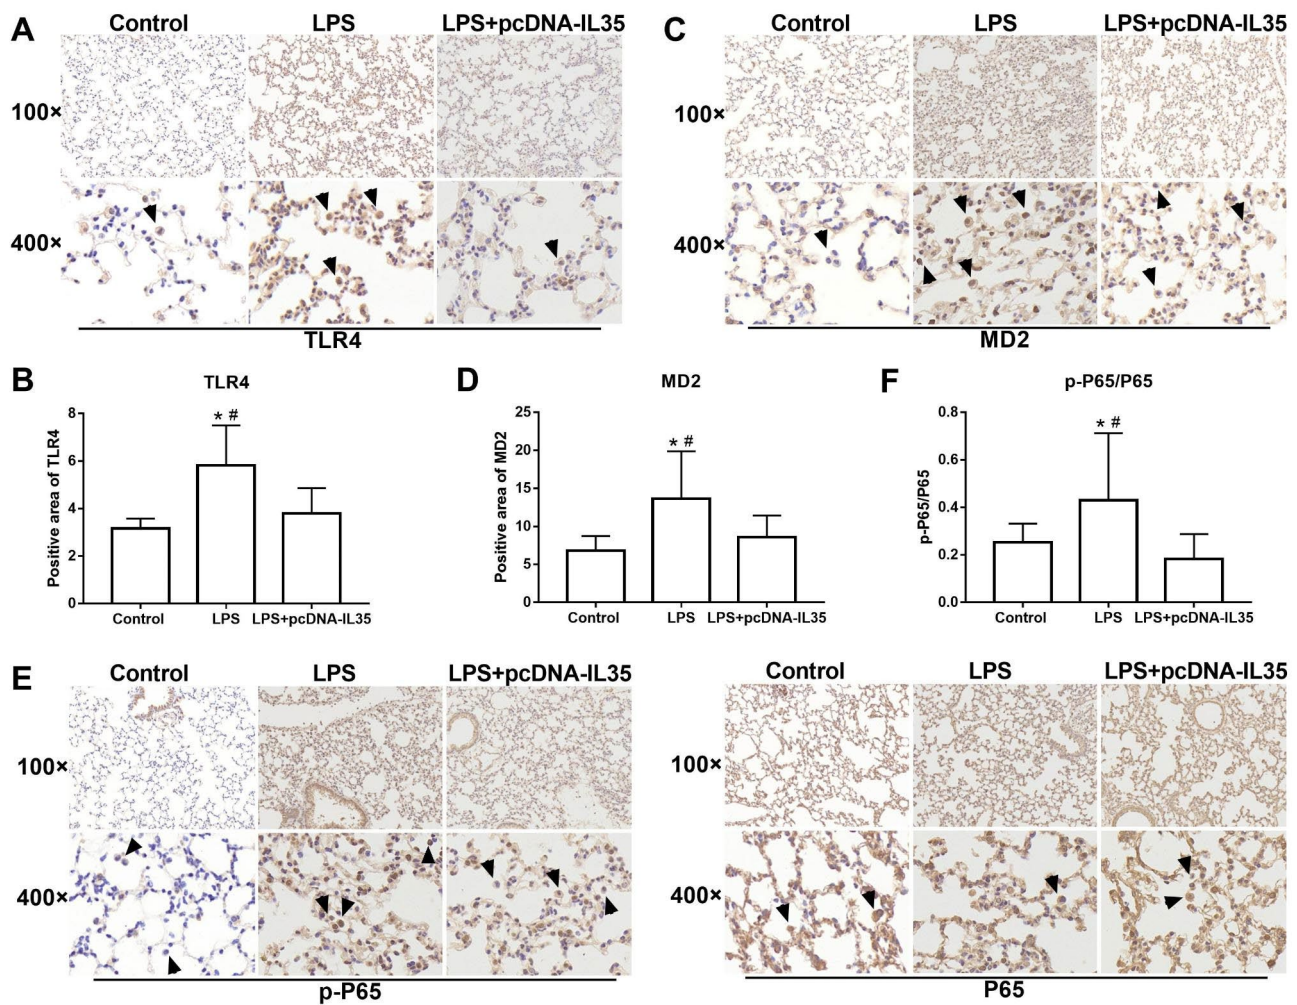 A
Control LPS LPS+pcDNA-IL35
100×
400×
TLR4
C
Control LPS LPS+pcDNA-IL35
100×
400×
MD2
B
TLR4
Positive area of TLR4
8
6
4
2
0
* #
Control LPS LPS+pcDNA-IL35
D
MD2
Positive area of MD2
25
20
15
10
5
0
* #
Control LPS LPS+pcDNA-IL35
F
p-P65/P65
p-P65/P65
0.8
0.6
0.4
0.2
0.0
* #
Control LPS LPS+pcDNA-IL35
E
Control LPS LPS+pcDNA-IL35
100×
400×
p-P65
Control LPS LPS+pcDNA-IL35
100×
400×
P65